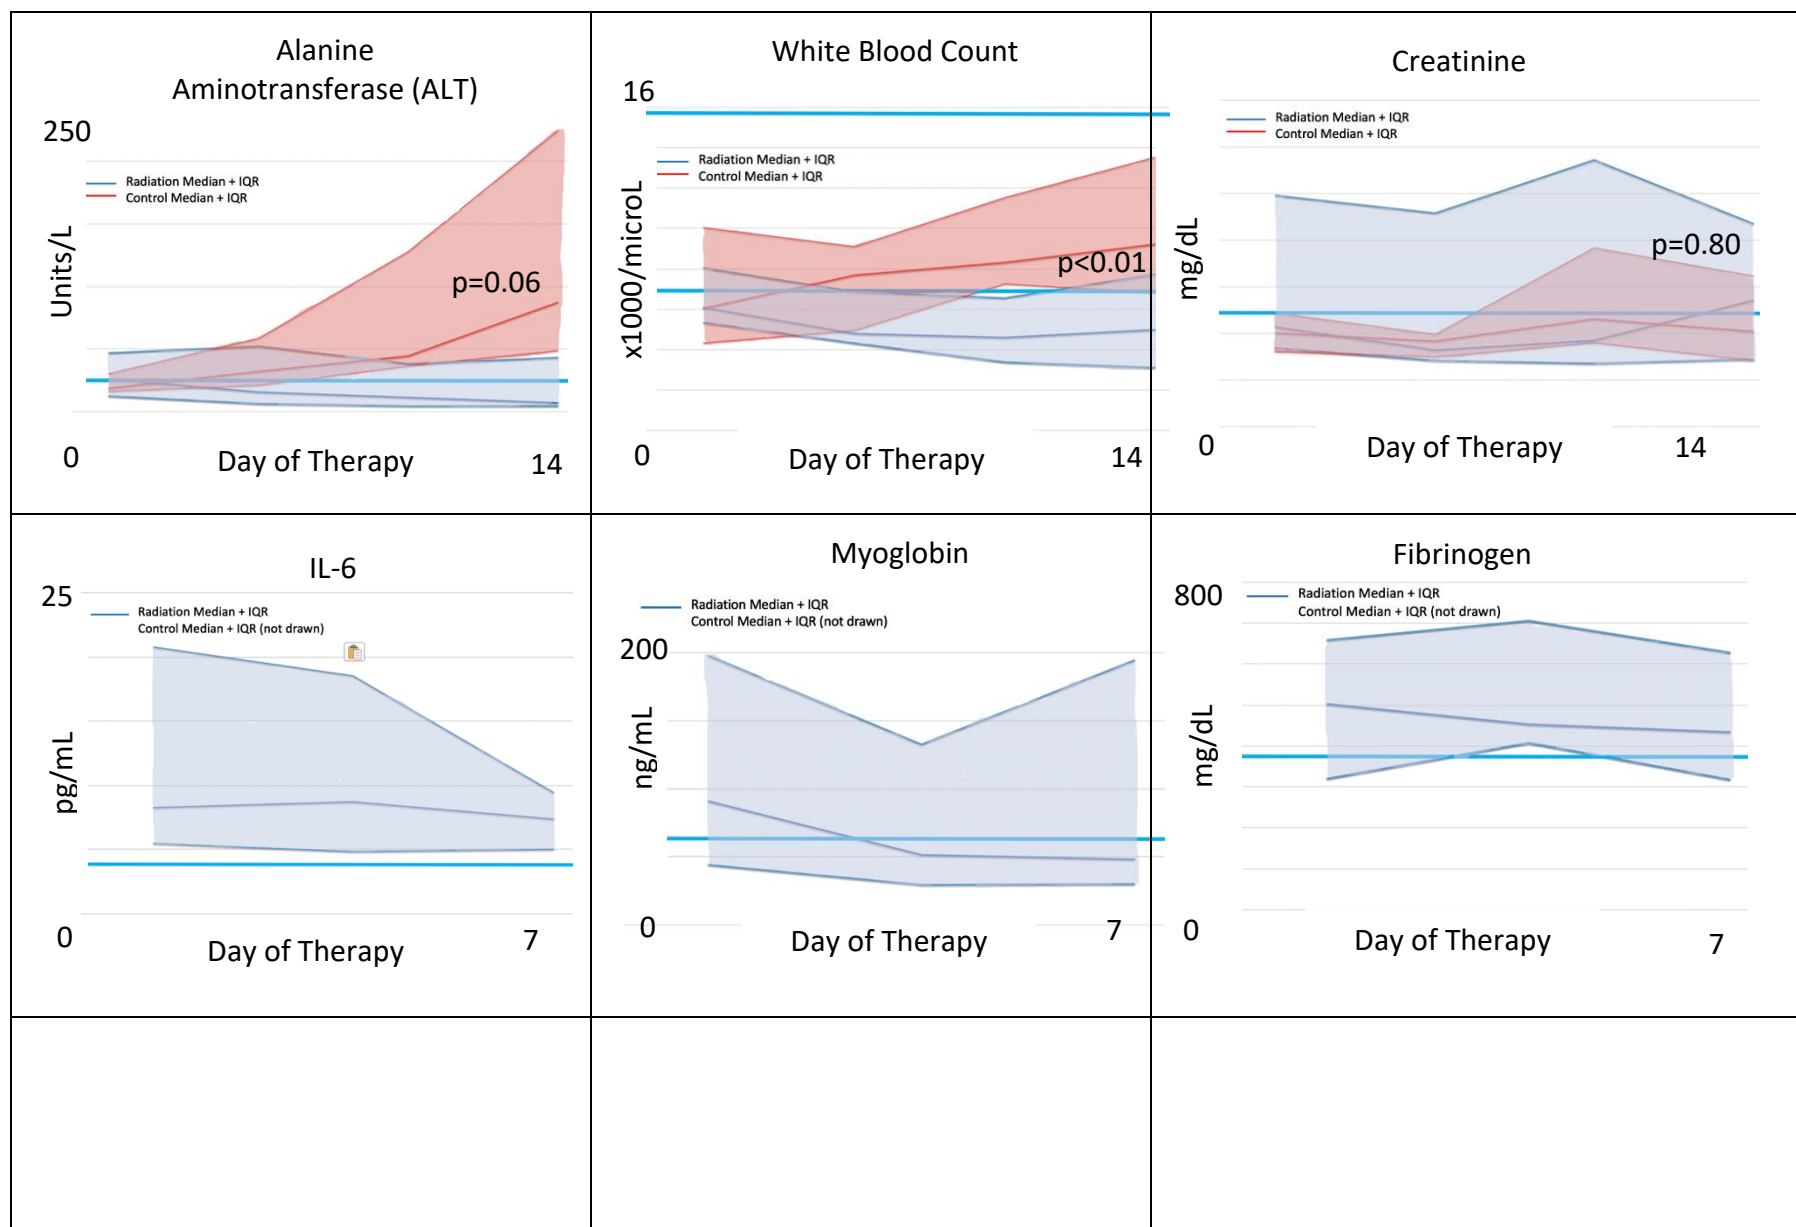 Alanine
Aminotransferase (ALT)
250
Radiation Median + IQR
Control Median + IQR
Units/L
p=0.06
0
Day of Therapy
14
White Blood Count
16
Radiation Median + IQR
Control Median + IQR
x1000/microL
p<0.01
0
Day of Therapy
14
Creatinine
Radiation Median + IQR
Control Median + IQR
mg/dL
p=0.80
0
Day of Therapy
14
IL-6
25
Radiation Median + IQR
Control Median + IQR (not drawn)
pg/mL
0
Day of Therapy
7
Myoglobin
Radiation Median + IQR
Control Median + IQR (not drawn)
200
ng/mL
0
Day of Therapy
7
Fibrinogen
800
Radiation Median + IQR
Control Median + IQR (not drawn)
mg/dL
0
Day of Therapy
7